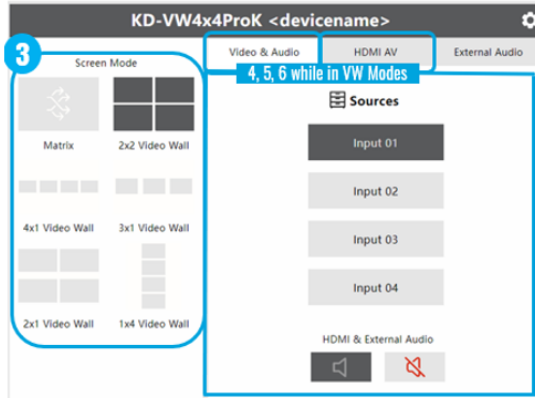 KD-VW4x4ProK <devicename>
3
Screen Mode
Matrix
2x2 Video Wall
4x1 Video Wall
3x1 Video Wall
2x1 Video Wall
1x4 Video Wall
Video & Audio
HDMI AV
External Audio
4, 5, 6 while in VW Modes
Sources
Input 01
Input 02
Input 03
Input 04
HDMI & External Audio